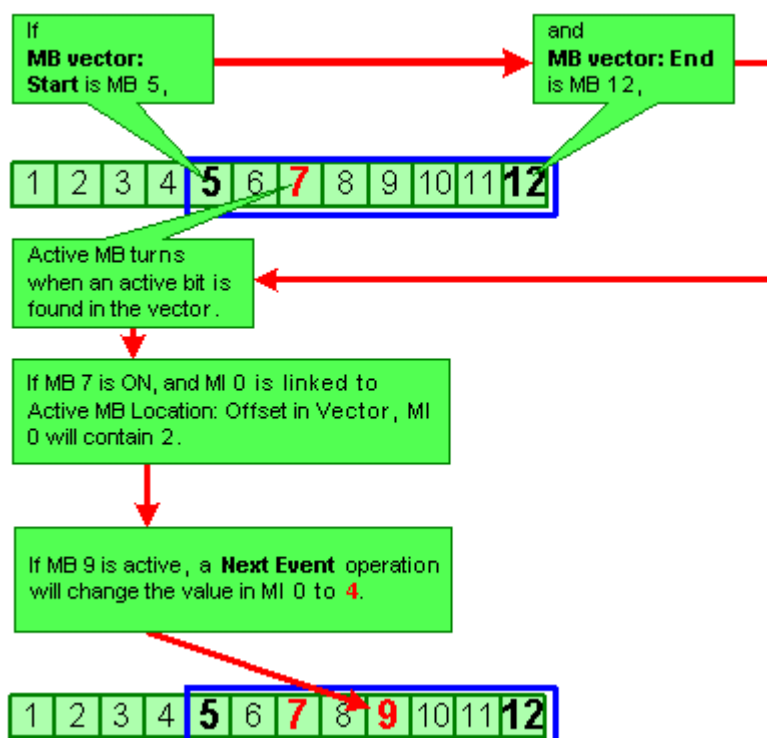 If
MB vector:
Start is MB 5,
and
MB vector: End
is MB 12,
1 2 3 4 5 6 7 8 9 10 11 12
Active MB turns
when an active bit is
found in the vector.
If MB 7 is ON, and MI 0 is linked to
Active MB Location: Offset in Vector, MI
0 will contain 2.
If MB 9 is active, a Next Event operation
will change the value in MI 0 to 4.
1 2 3 4 5 6 7 8 9 10 11 12